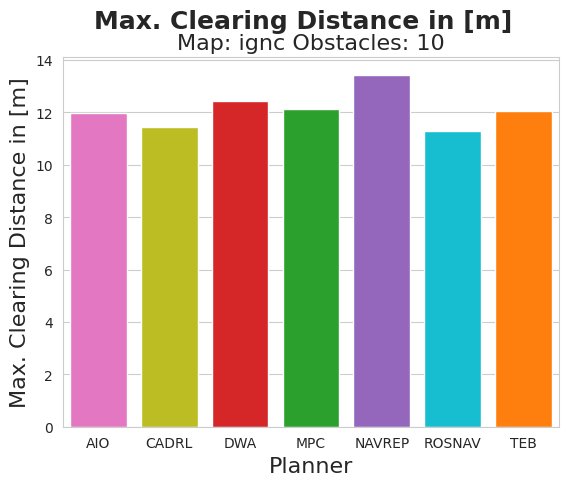 Max. Clearing Distance in [m]
Map: ignc Obstacles: 10
Max. Clearing Distance in [m]
14
12
10
8
6
4
2
0
AIO CADRL DWA MPC NAVREP ROSNAV TEB
Planner